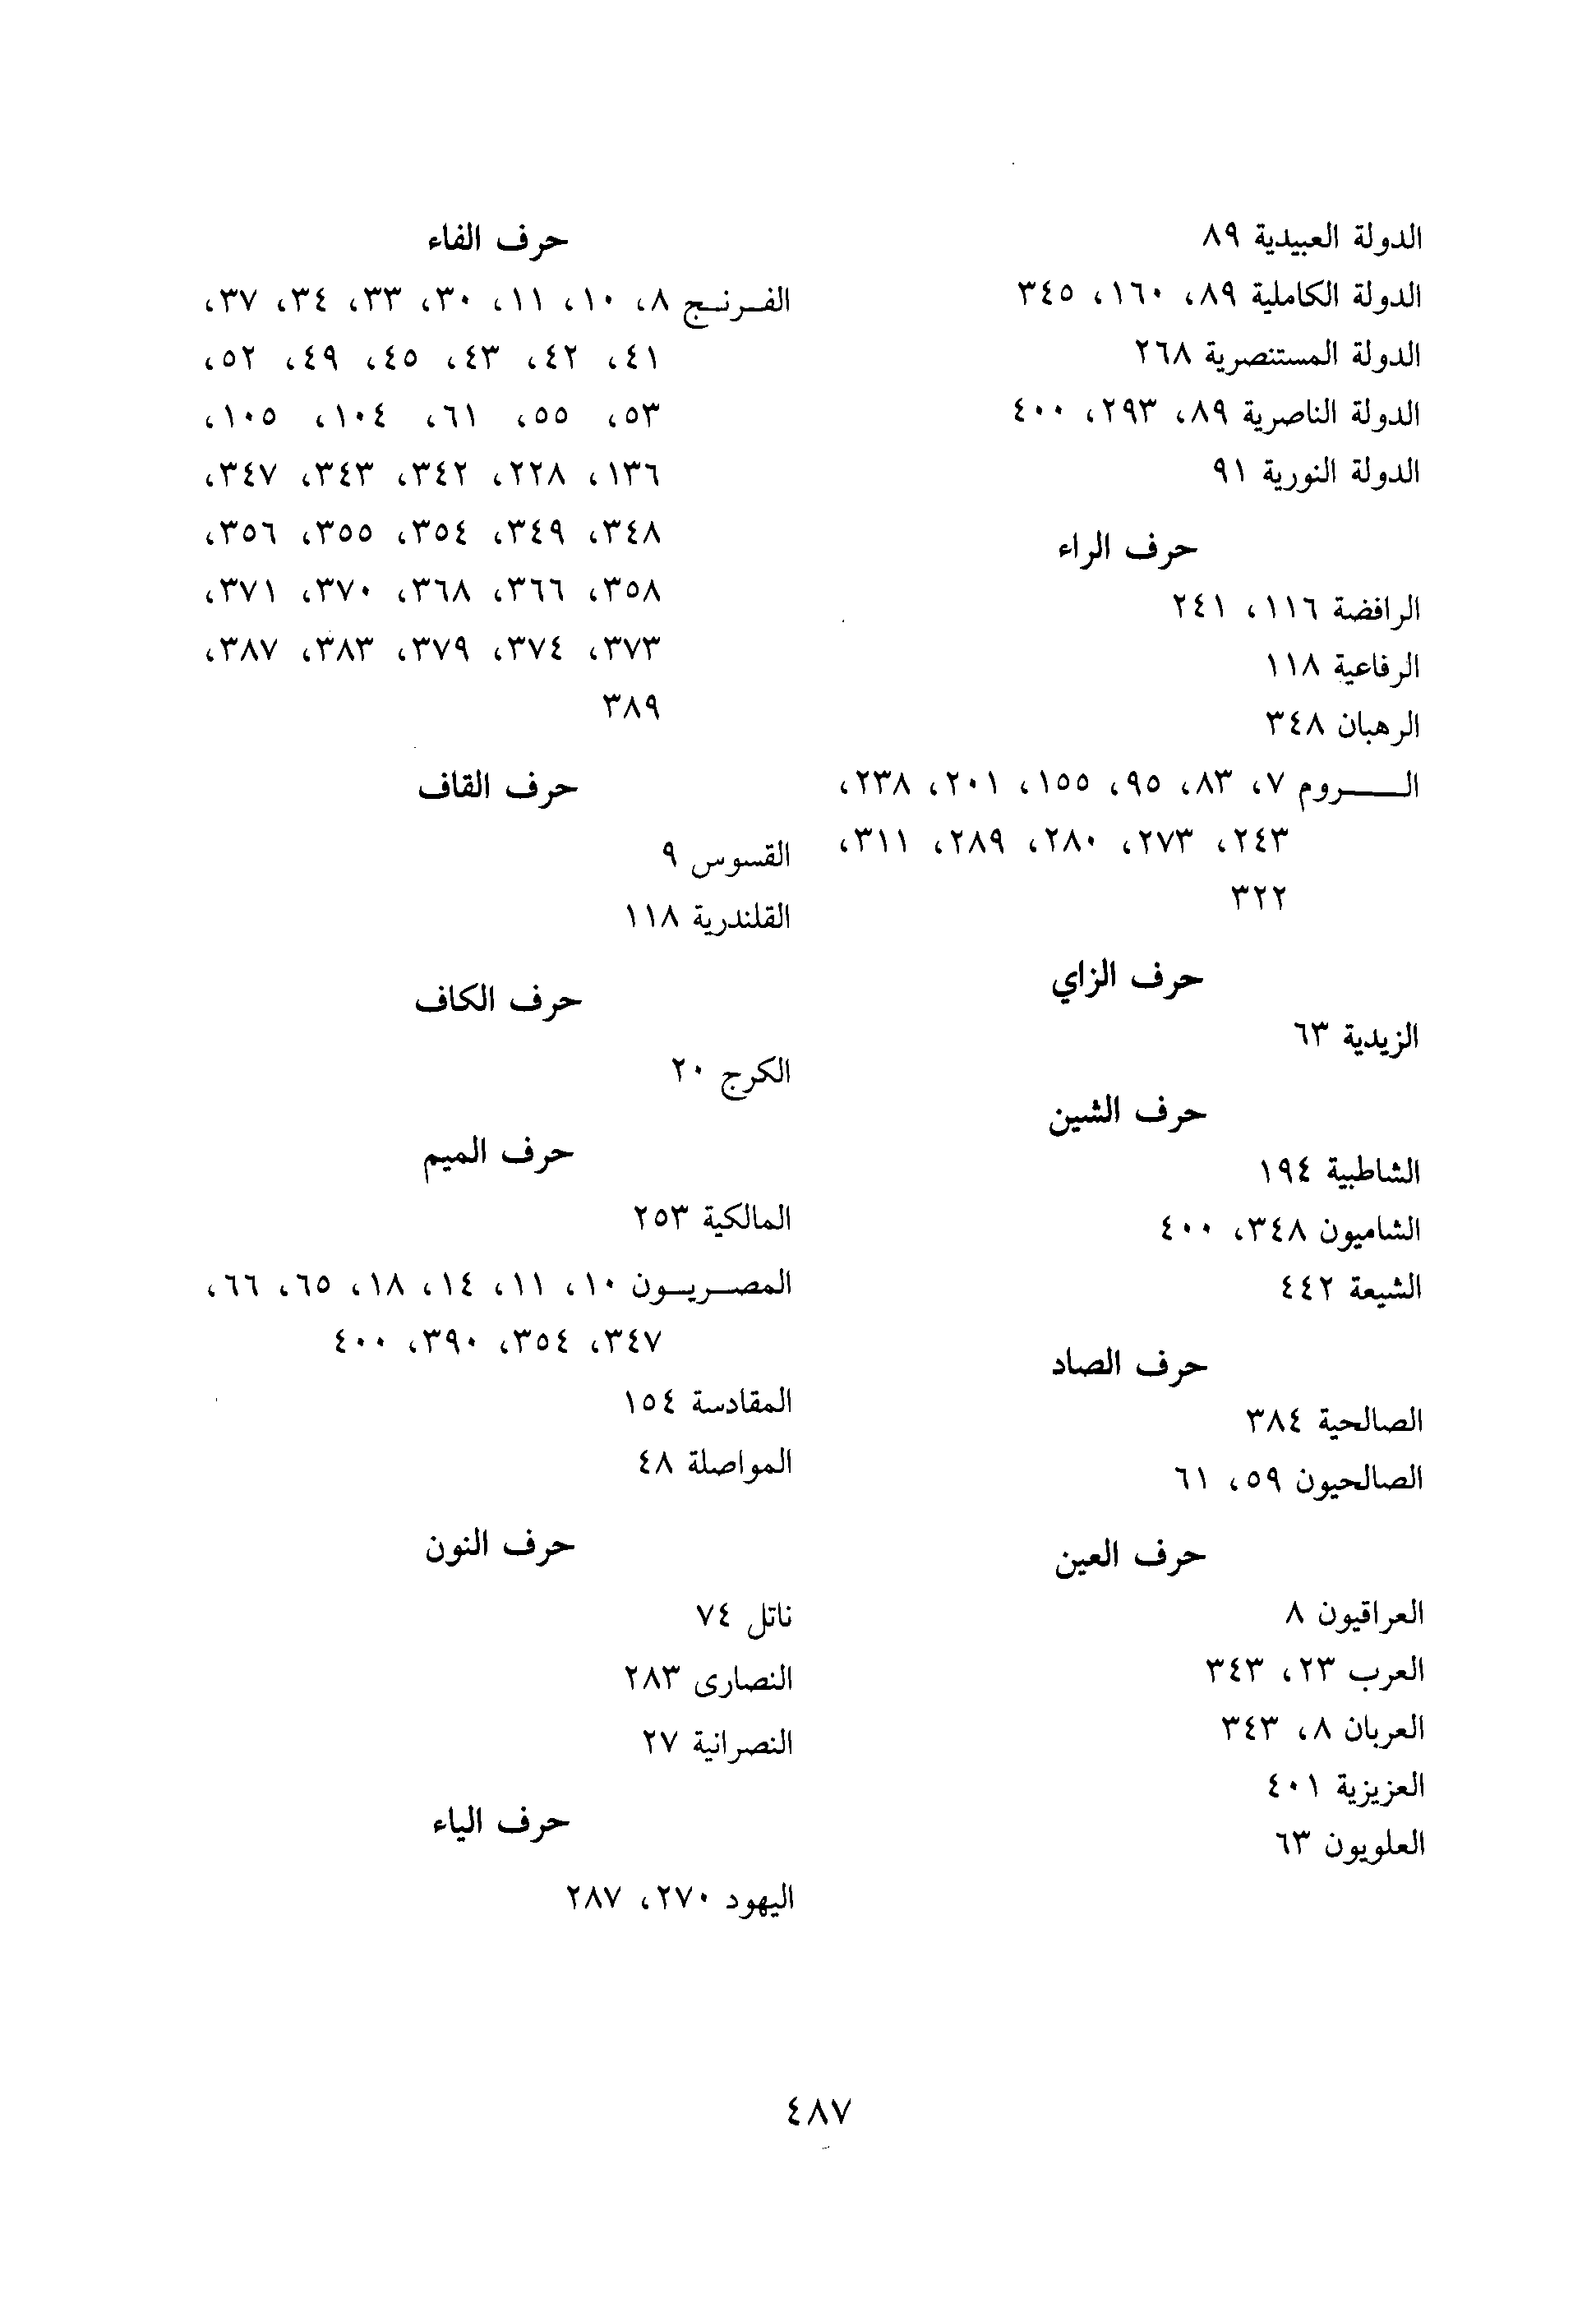 الدولة العبيدية ٨٩
الدولة الكاملية ٨٩، ١٦٠، ٣٤٥
الدولة المستنصرية ٢٦٨
الدولة الناصرية ٨٩، ٢٩٣، ٤٠٠
الدولة النورية ٩١
حرف الراء
الرافضة ١١٦، ٢٤١
الرفاعية ١١٨
الرهبان ٣٤٨
الـــــروم ٧، ٨٣، ٩٥، ١٥٥، ٢٠١، ٢٣٨،
٢٤٣، ٢٧٣، ٢٨٠، ٢٨٩، ٣١١،
٣٢٢
حرف الزاي
الزيدية ٦٣
حرف الشين
الشاطبية ١٩٤
الشاميون ٣٤٨، ٤٠٠
الشيعة ٤٤٢
حرف الصاد
الصالحية ٣٨٤
الصالحيون ٥٩، ٦١
حرف العين
العراقيون ٨
العرب ٢٣، ٣٤٣
العربان ٨، ٣٤٣
العزيزية ٤٠١
العلويون ٦٣
حرف الفاء
الفـرنـج ٨، ١٠، ١١، ٣٠، ٣٣، ٣٤، ٣٧،
٤١، ٤٢، ٤٣، ٤٥، ٤٩، ٥٢،
٥٣، ٥٥، ٦١، ١٠٤، ١٠٥،
١٣٦، ٢٢٨، ٣٤٢، ٣٤٣، ٣٤٧،
٣٤٨، ٣٤٩، ٣٥٤، ٣٥٥، ٣٥٦،
٣٥٨، ٣٦٦، ٣٦٨، ٣٧٠، ٣٧١،
٣٧٣، ٣٧٤، ٣٧٩، ٣٨٣، ٣٨٧،
٣٨٩
حرف القاف
القسوس ٩
القلندرية ١١٨
حرف الكاف
الكرج ٢٠
حرف الميم
المالكية ٢٥٣
المصـريـون ١٠، ١١، ١٤، ١٨، ٦٥، ٦٦،
٣٤٧، ٣٥٤، ٣٩٠، ٤٠٠
المقادسة ١٥٤
المواصلة ٤٨
حرف النون
ناتل ٧٤
النصارى ٢٨٣
النصرانية ٢٧
حرف الياء
اليهود ٢٧٠، ٢٨٧
٤٨٧